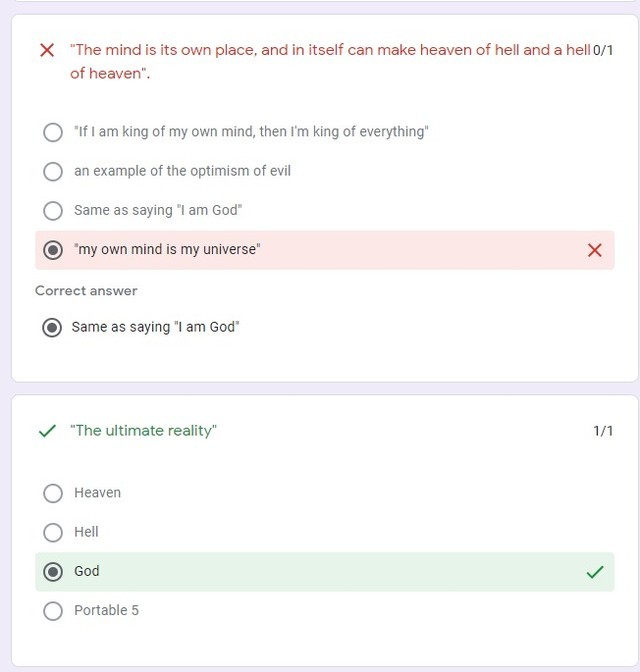 "The mind is its own place, and in itself can make heaven of hell and a hell 0/1
of heaven".
"If I am king of my own mind, then I'm king of everything"
an example of the optimism of evil
Same as saying "I am God"
"my own mind is my universe"
Correct answer
Same as saying "I am God"
"The ultimate reality" 1/1
Heaven
Hell
God
Portable 5